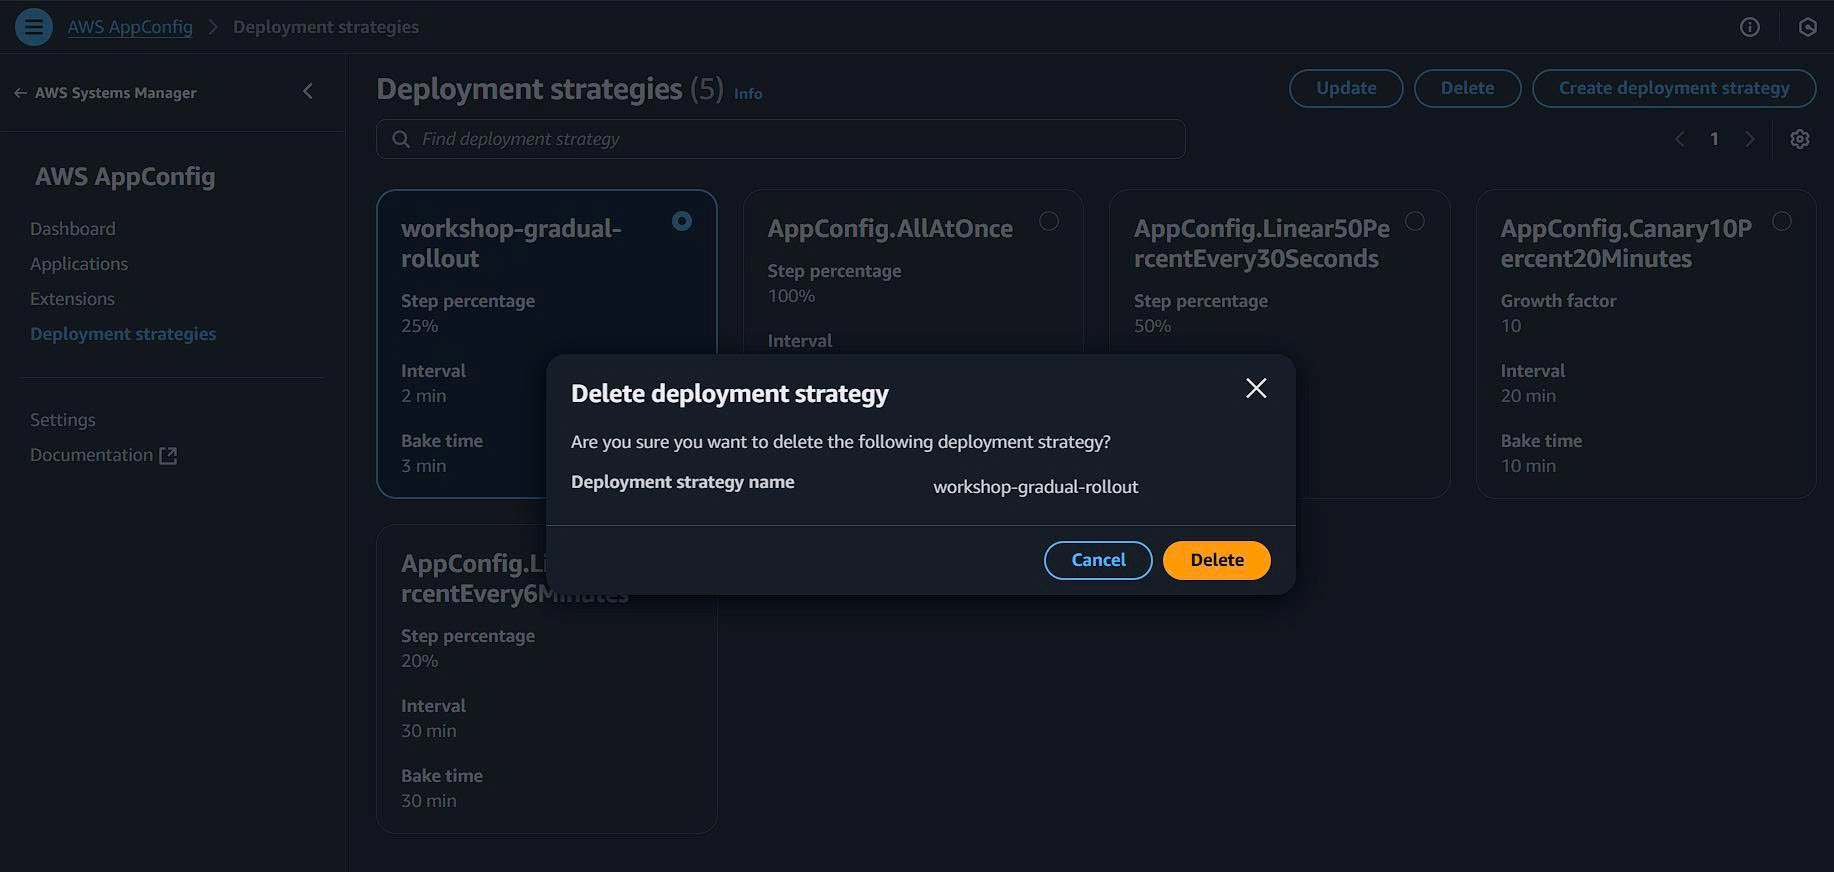 AWS AppConfig > Deployment strategies
AWS Systems Manager
AWS AppConfig
Dashboard
Applications
Extensions
Deployment strategies
Settings
Documentation
Deployment strategies (5) Info
Update
Delete
Create deployment strategy
Find deployment strategy
1
workshop-gradual-
rollout
Step percentage
25%
Interval
2 min
Bake time
3 min
AppConfig.AllAtOnce
Step percentage
100%
Interval
AppConfig.Linear50Pe
rcentEvery30Seconds
Step percentage
50%
AppConfig.Canary10P
ercent20Minutes
Growth factor
10
Interval
20 min
Bake time
10 min
Delete deployment strategy
Are you sure you want to delete the following deployment strategy?
Deployment strategy name
workshop-gradual-rollout
Cancel
Delete
AppConfig.Li
rcentEvery6Minutes
Step percentage
20%
Interval
30 min
Bake time
30 min